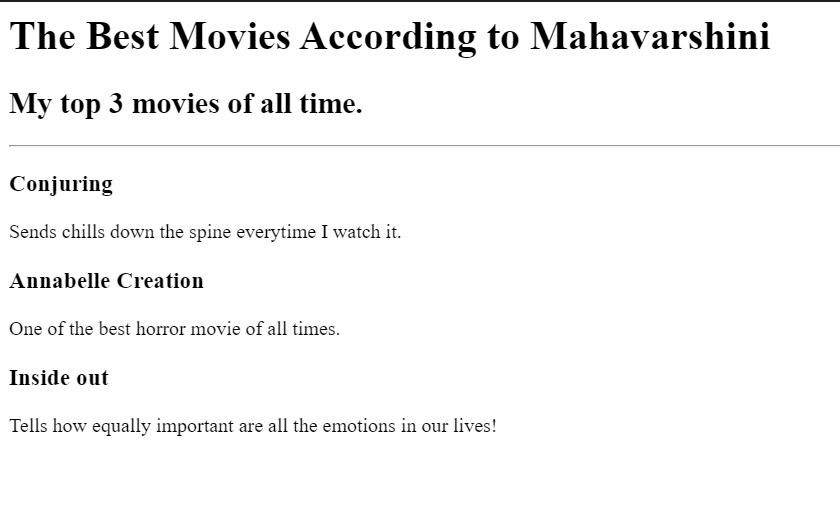 The Best Movies According to Mahavarshini
My top 3 movies of all time.
Conjuring
Sends chills down the spine everytime I watch it.
Annabelle Creation
One of the best horror movie of all times.
Inside out
Tells how equally important are all the emotions in our lives!